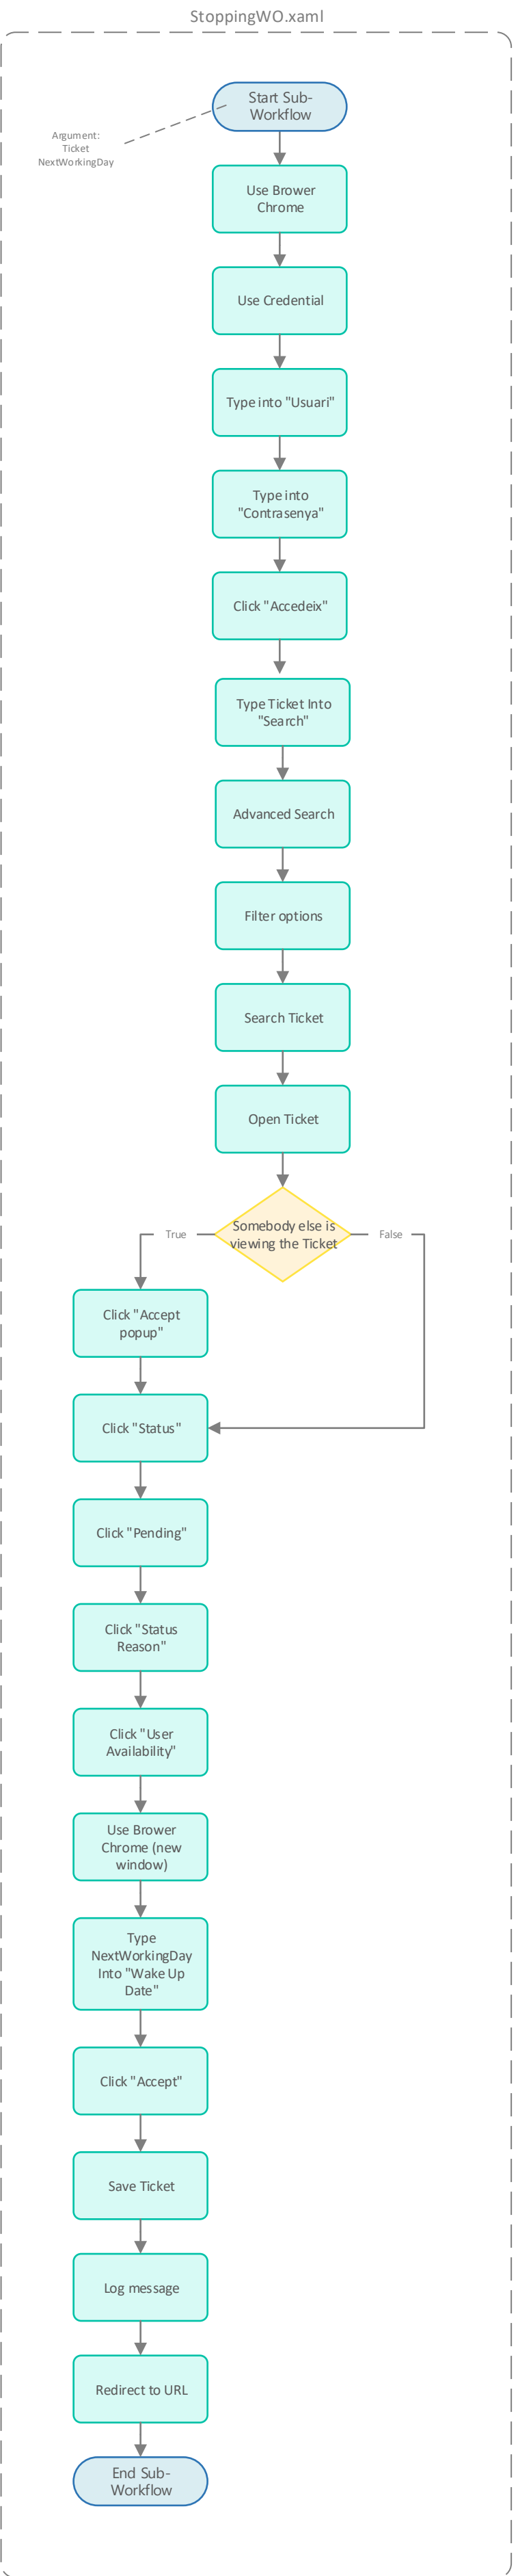 StoppingWO.xaml
Start Sub-
Workflow
Argument:
Ticket
NextWorkingDay
Use Brower
Chrome
Use Credential
Type into "Usuari"
Type into
"Contrasenya"
Click "Accedeix"
Type Ticket Into
"Search"
Advanced Search
Filter options
Search Ticket
Open Ticket
Somebody else is
viewing the Ticket
True
False
Click "Accept
popup"
Click "Status"
Click "Pending"
Click "Status
Reason"
Click "User
Availability"
Use Brower
Chrome (new
window)
Type
NextWorkingDay
Into "Wake Up
Date"
Click "Accept"
Save Ticket
Log message
Redirect to URL
End Sub-
Workflow